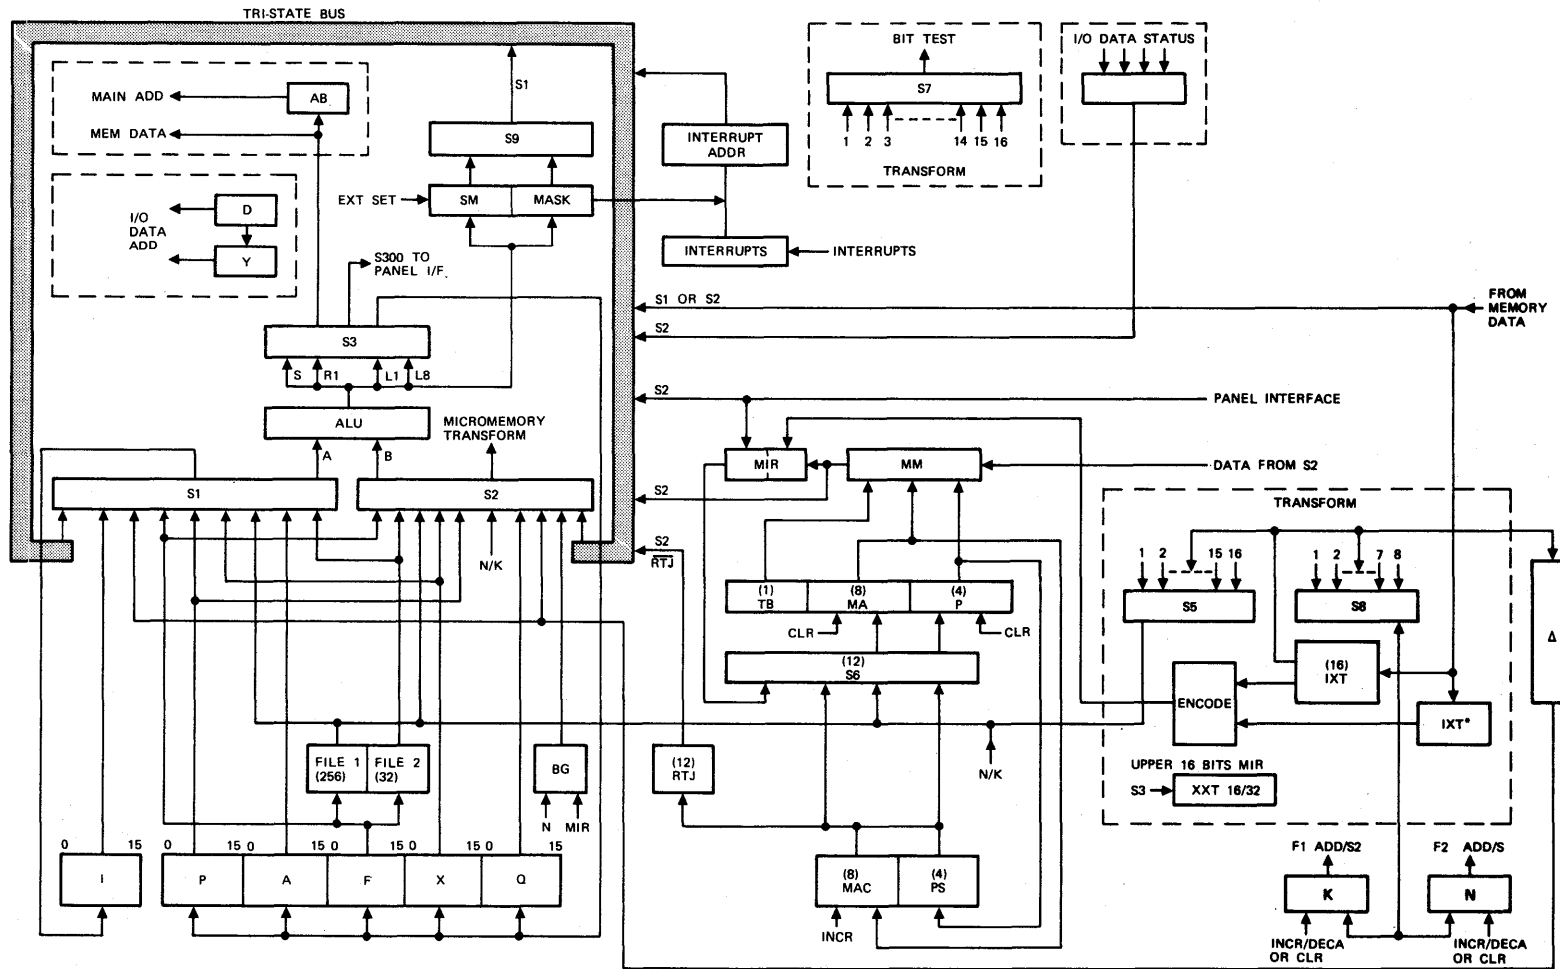 TRI-STATE BUS
BIT TEST
I/O DATA STATUS
S1
S7
MAIN ADD
AB
MEM DATA
S9
1 2 3 14 15 16
TRANSFORM
INTERRUPT
ADDR
EXT SET
SM
MASK
I/O
DATA
ADD
D
Y
INTERRUPTS
INTERRUPTS
S300 TO
PANEL I/F.
S1 OR S2
FROM
MEMORY
DATA
S2
S3
S R1 L1 L8
S2
PANEL INTERFACE
ALU
MICROMEMORY
TRANSFORM
A B
MIR
MM
DATA FROM S2
S1
S2
S2
TRANSFORM
S2
RTJ
N/K
1 2 15 16
1 2 7 8
(1)
TB
(8)
MA
(4)
P
S5
S8
CLR
CLR
Δ
(12)
S6
(16)
IXT
ENCODE
IXT*
FILE 1
(256)
FILE 2
(32)
BG
(12)
RTJ
N/K
UPPER 16 BITS MIR
S3
XXT 16/32
N MIR
0 15
0 15 0 15 0 15 0 15 0 15
F1 ADD/S2
F2 ADD/S
I
P
A
F
X
Q
(8)
MAC
(4)
PS
K
N
INCR
INCR/DECA
OR CLR
INCR/DECA
OR CLR